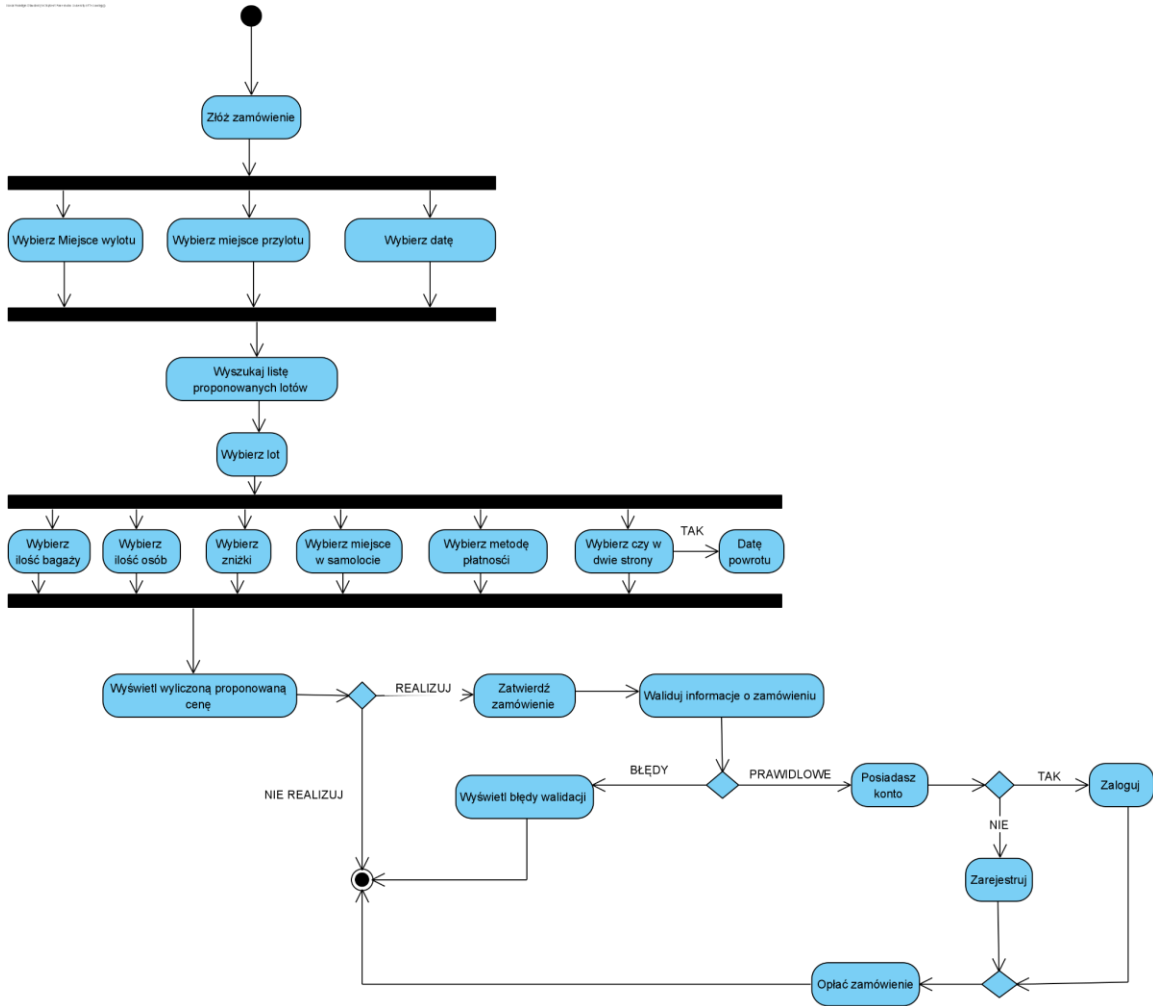 Złóż zamówienie
Wybierz Miejsce wylotu
Wybierz miejsce przylotu
Wybierz datę
Wyszukaj listę
proponowanych lotów
Wybierz lot
Wybierz
ilość bagaży
Wybierz
ilość osób
Wybierz
zniżki
Wybierz miejsce
w samolocie
Wybierz metodę
płatnośći
Wybierz czy w
dwie strony
TAK
Datę
powrotu
Wyświetl wyliczoną proponowaną
cenę
REALIZUJ
Zatwierdź
zamówienie
Waliduj informacje o zamówieniu
NIE REALIZUJ
BŁĘDY
Wyświetl błędy walidacji
PRAWIDLOWE
Posiadasz
konto
TAK
Zaloguj
NIE
Zarejestruj
Opłać zamówienie